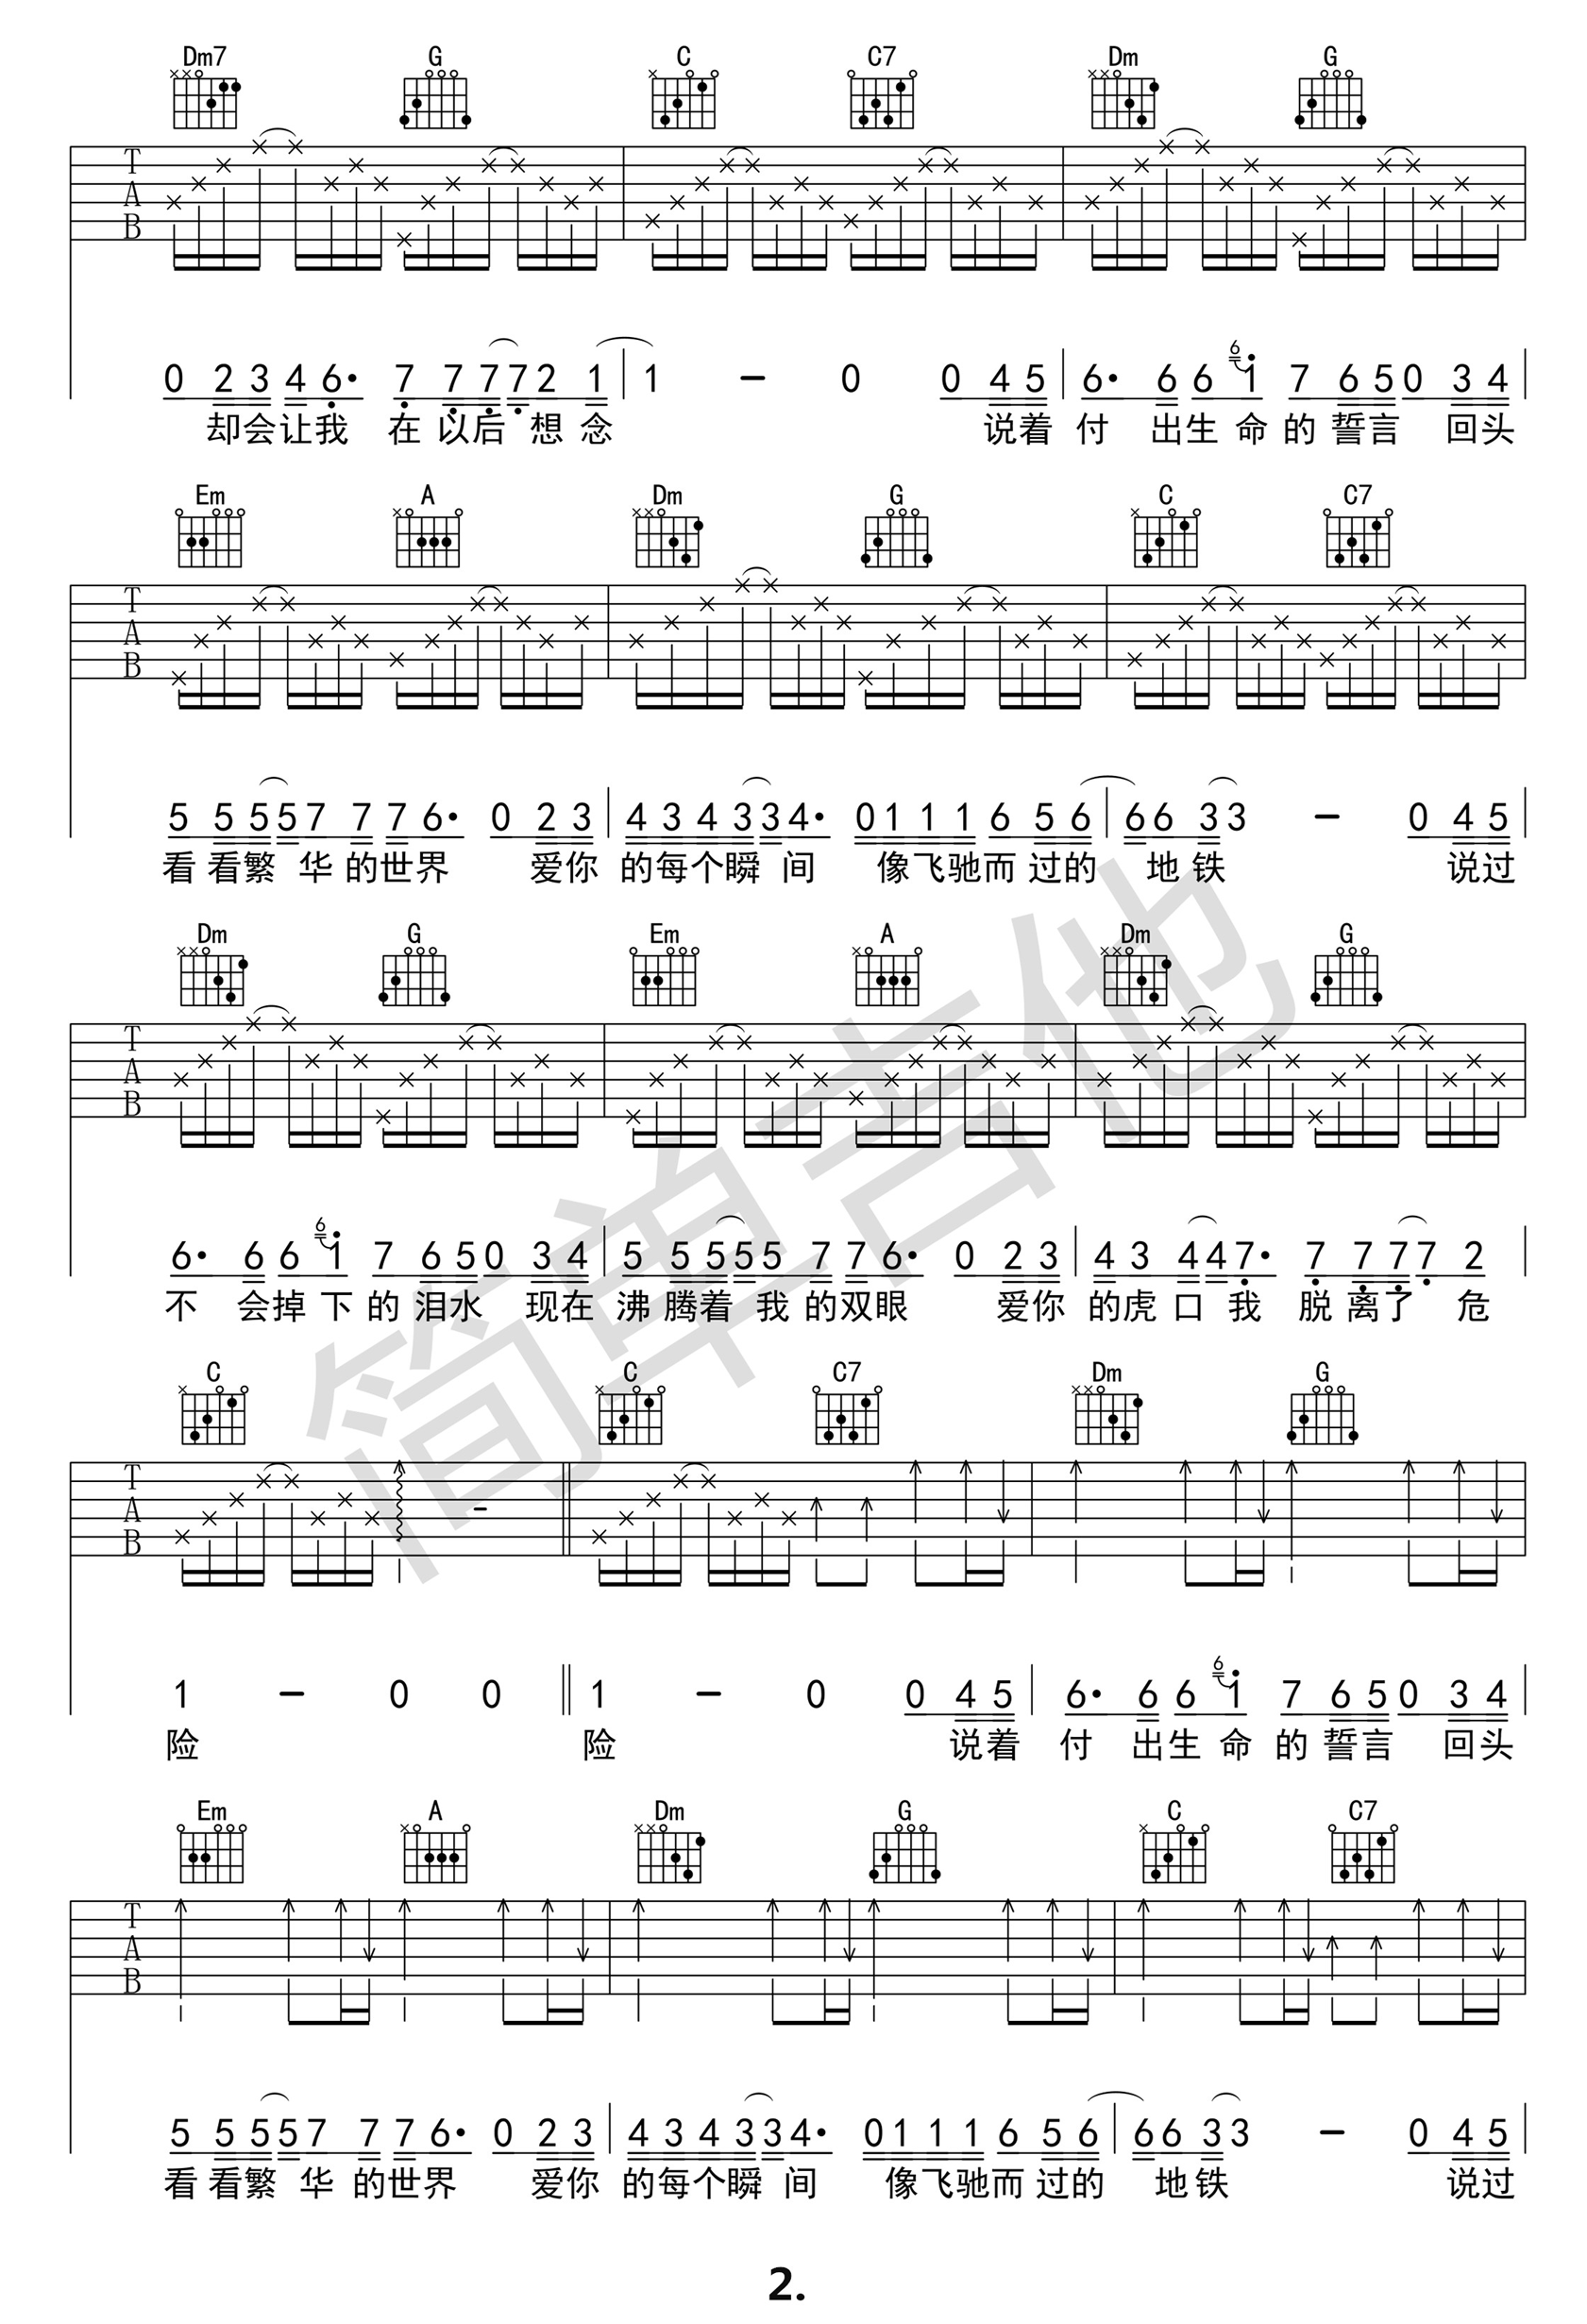 Dm7 G C C7 Dm G
T A B
0 2 3 4 6· 7 7 7 7 2 1 1 – 0 0 4 5 6· 6 6 6 1 7 6 5 0 3 4
却会让我 在 以后 想 念 说着 付 出生 命 的 誓言 回头
Em A Dm G C C7
T A B
5 5 5 5 7 7 7 6· 0 2 3 4 3 4 3 3 4· 0 1 1 1 6 5 6 6 6 3 3 – 0 4 5
看 看繁 华 的世界 爱你 的每个瞬 间 像飞驰而 过的 地 铁 说过
Dm G Em A Dm G
T A B
6· 6 6 6 1 7 6 5 0 3 4 5 5 5 5 5 7 7 6· 0 2 3 4 3 4 4 7· 7 7 7 7 2
不 会掉 下 的 泪水 现在 沸 腾着 我 的双眼 爱你 的虎 口 我 脱 离了 危
C C C7 Dm G
T A B
1 – 0 0 1 – 0 0 4 5 6· 6 6 6 1 7 6 5 0 3 4
险 险 说着 付 出生 命 的 誓言 回头
Em A Dm G C C7
T A B
5 5 5 5 7 7 7 6· 0 2 3 4 3 4 3 3 4· 0 1 1 1 6 5 6 6 6 3 3 – 0 4 5
看 看繁 华 的世界 爱你 的每个瞬 间 像飞驰而 过的 地 铁 说过
简单吉他
2.